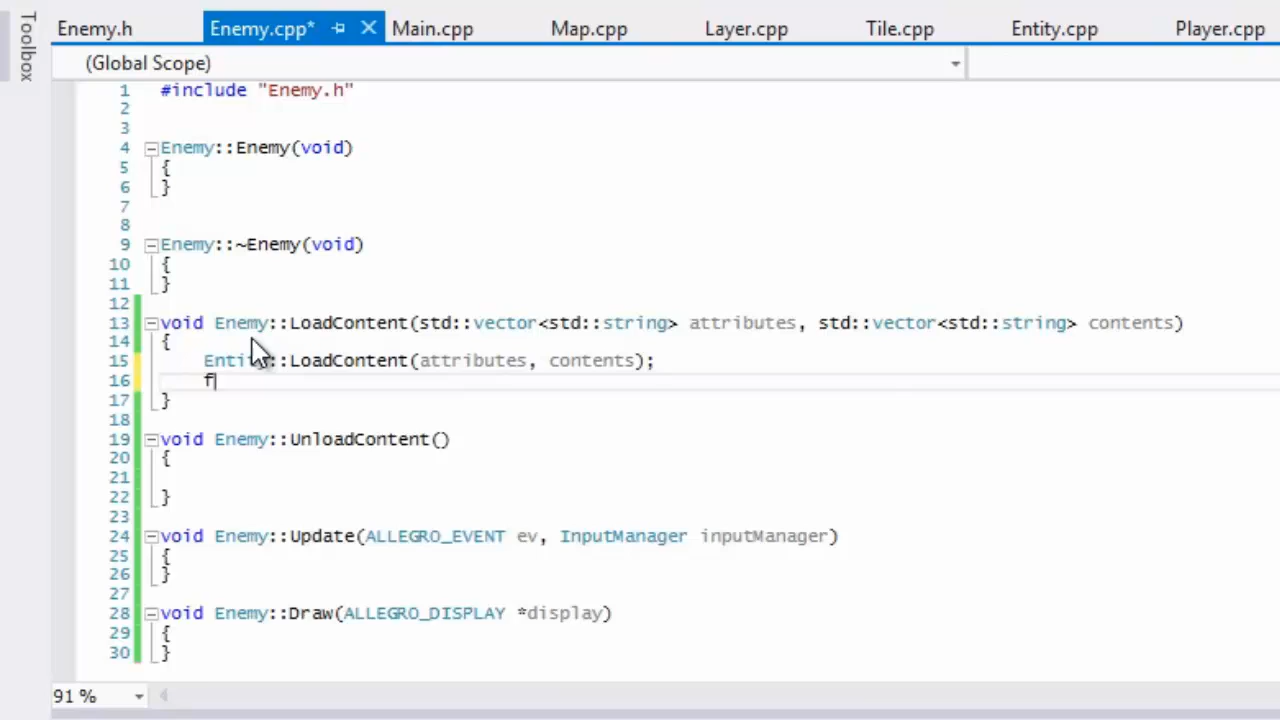 Toolbox
Enemy.h Enemy.cpp* Main.cpp Map.cpp Layer.cpp Tile.cpp Entity.cpp Player.cpp
(Global Scope)
1 #include "Enemy.h"
2
3
4 Enemy::Enemy(void)
5 {
6 }
7
8
9 Enemy::~Enemy(void)
10 {
11 }
12
13 void Enemy::LoadContent(std::vector<std::string> attributes, std::vector<std::string> contents)
14 {
15 Entity::LoadContent(attributes, contents);
16 f
17 }
18
19 void Enemy::UnloadContent()
20 {
21
22 }
23
24 void Enemy::Update(ALLEGRO_EVENT ev, InputManager inputManager)
25 {
26 }
27
28 void Enemy::Draw(ALLEGRO_DISPLAY *display)
29 {
30 }
91 %